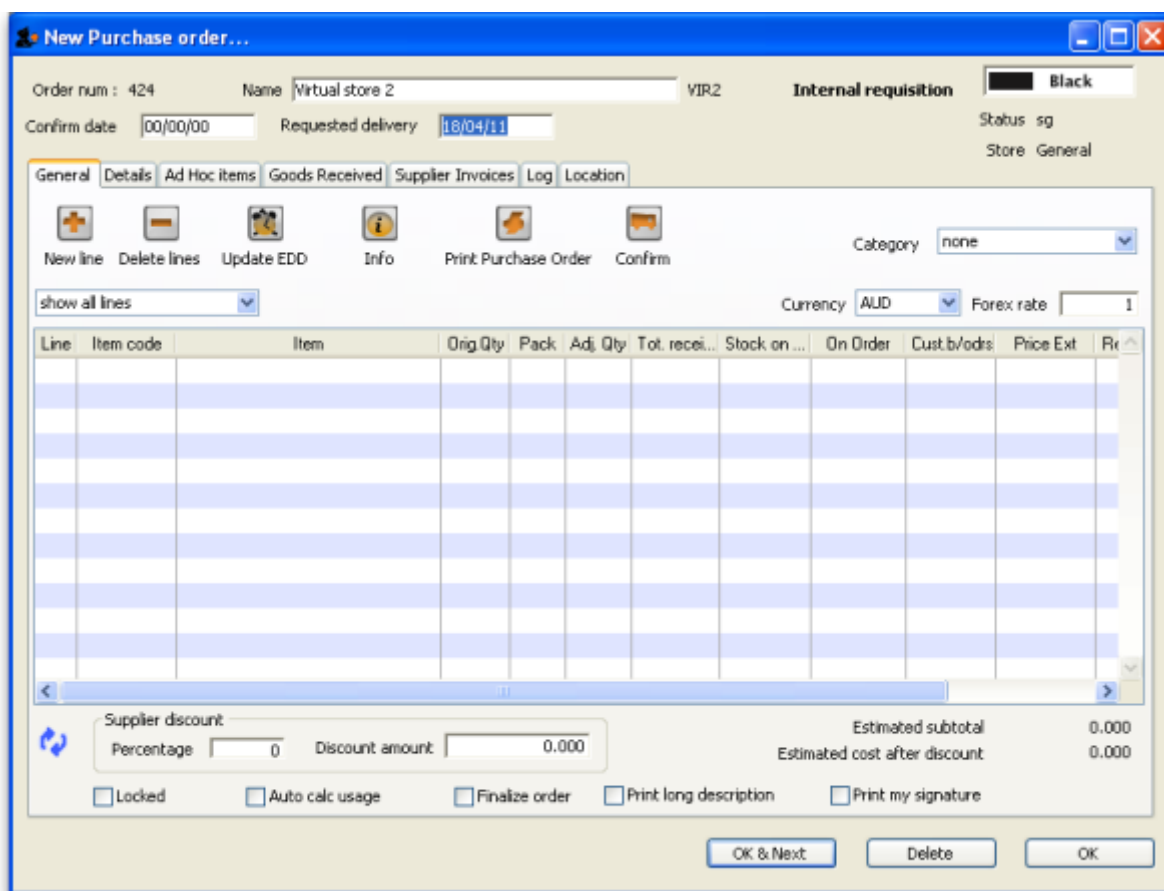 New Purchase order...
Order num : 424 Name Virtual store 2 VIR2 Internal requisition Black
Confirm date 00/00/00 Requested delivery 18/04/11 Status sg
Store General
General Details Ad Hoc items Goods Received Supplier Invoices Log Location
New line Delete lines Update EDD Info Print Purchase Order Confirm Category none
show all lines Currency AUD Forex rate 1
Line Item code Item Orig.Qty Pack Adj. Qty Tot. recei... Stock on ... On Order Cust.b/odrs Price Ext Re
Supplier discount
Percentage 0 Discount amount 0.000
Estimated subtotal 0.000
Estimated cost after discount 0.000
Locked Auto calc usage Finalize order Print long description Print my signature
OK & Next Delete OK